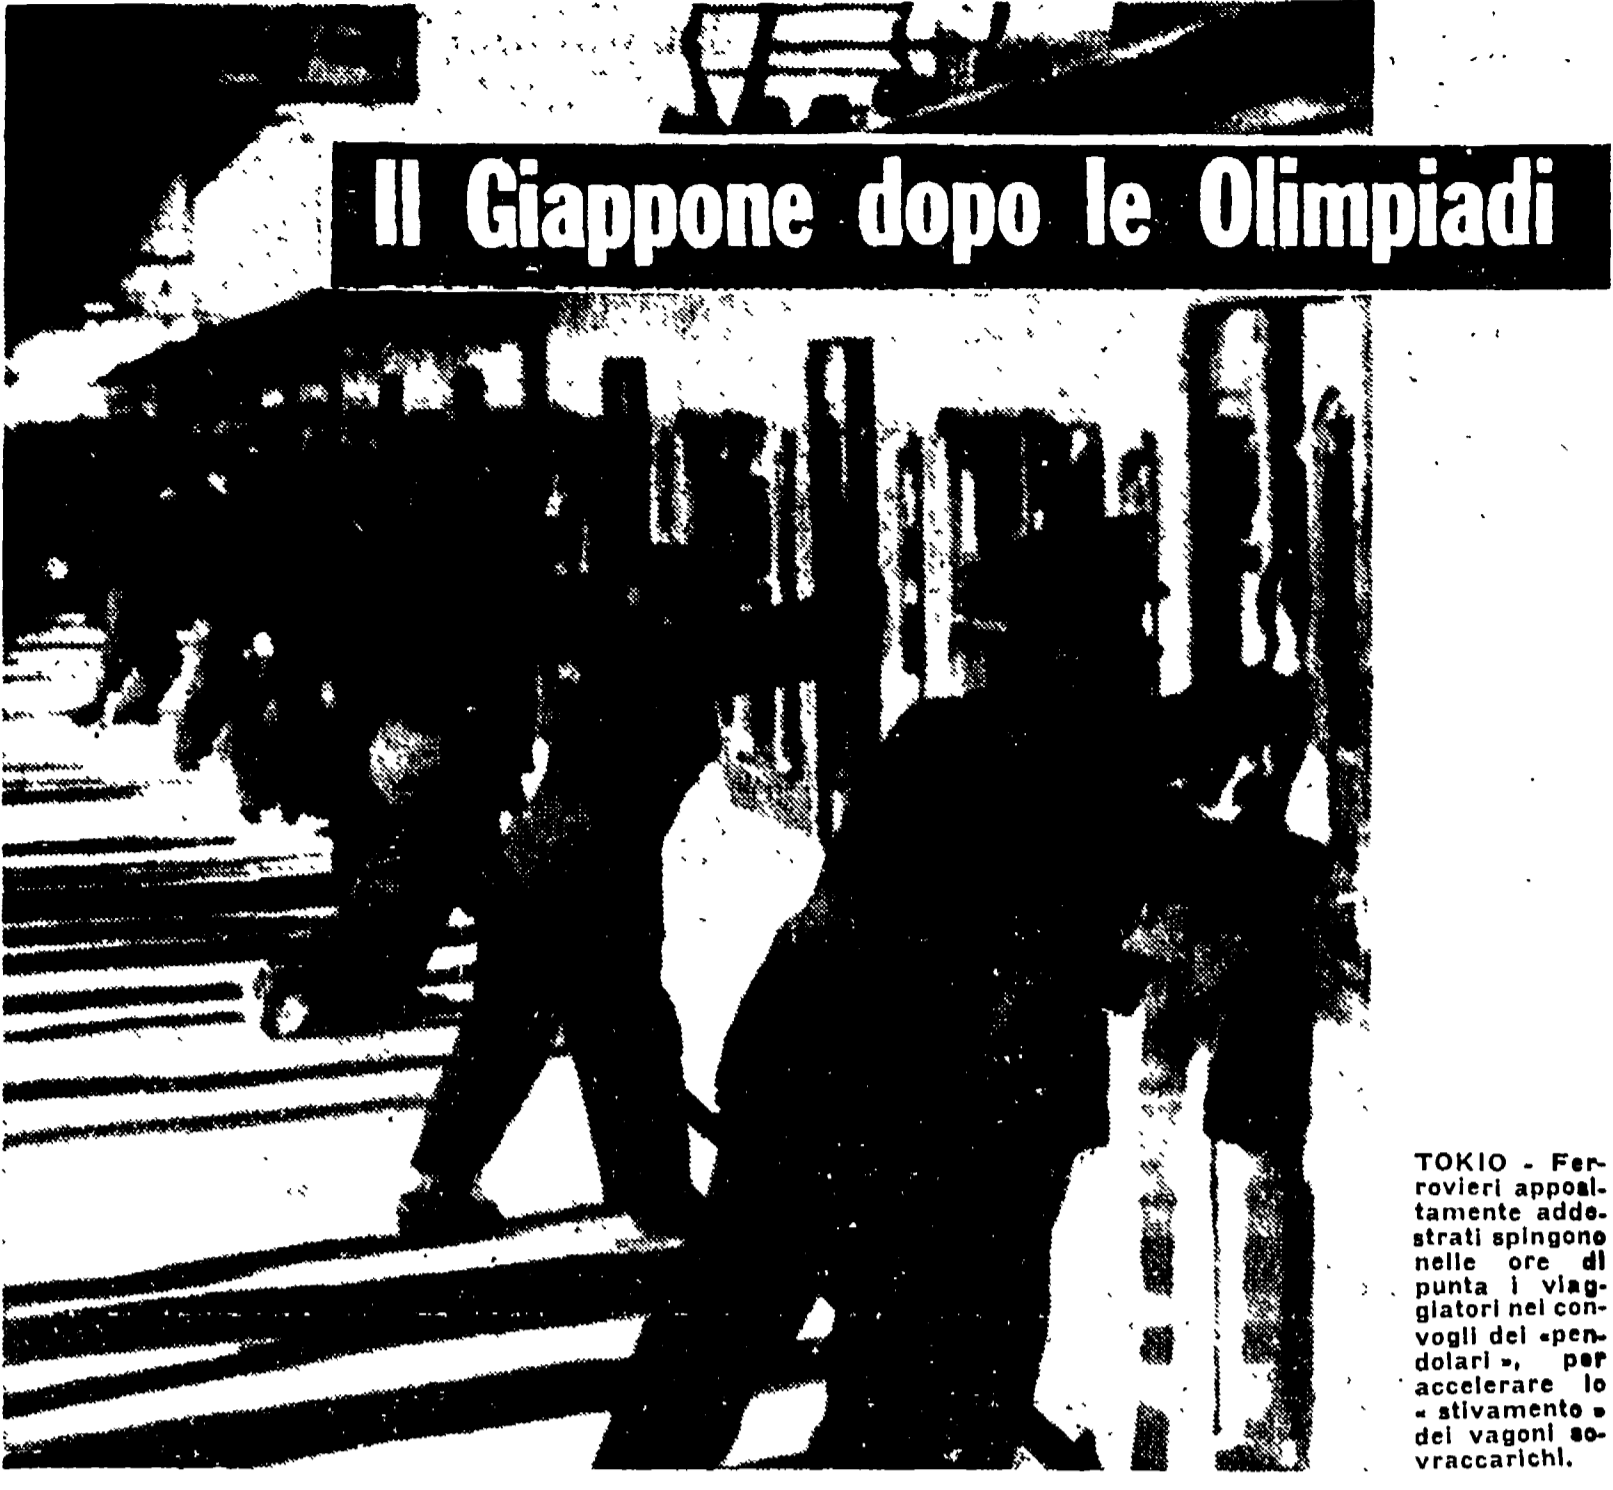 Il Giappone dopo le Olimpiadi
TOKIO - Fer-
rovieri apposi-
tamente adde-
strati spingono
nelle ore di
punta i viag-
giatori nei con-
vogli dei «pen-
dolari», per
accelerare lo
« stivamento »
dei vagoni so-
vraccarichi.